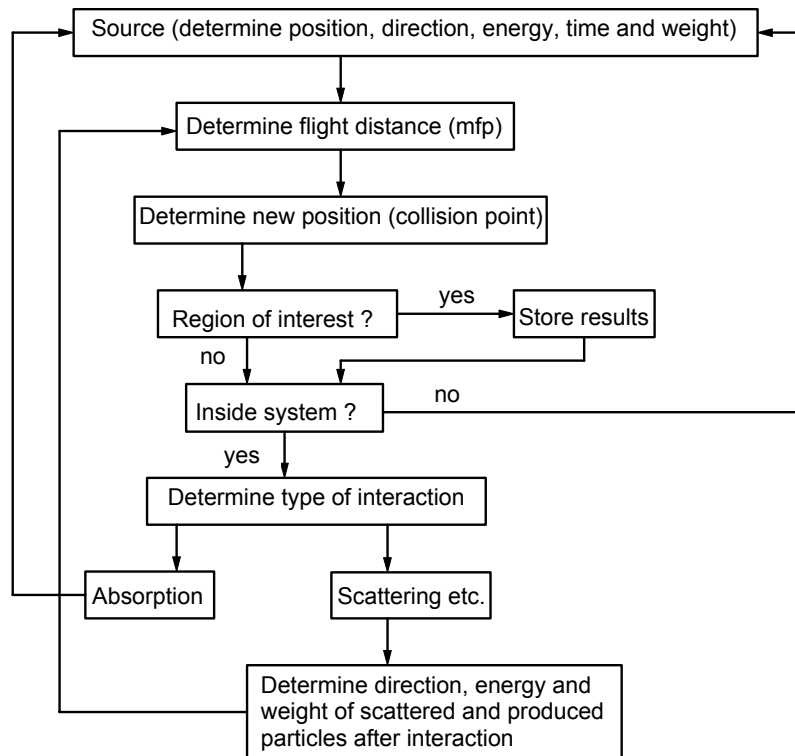 Source (determine position, direction, energy, time and weight)
Determine flight distance (mfp)
Determine new position (collision point)
Region of interest ?
yes
Store results
no
Inside system ?
no
yes
Determine type of interaction
Absorption
Scattering etc.
Determine direction, energy and
weight of scattered and produced
particles after interaction